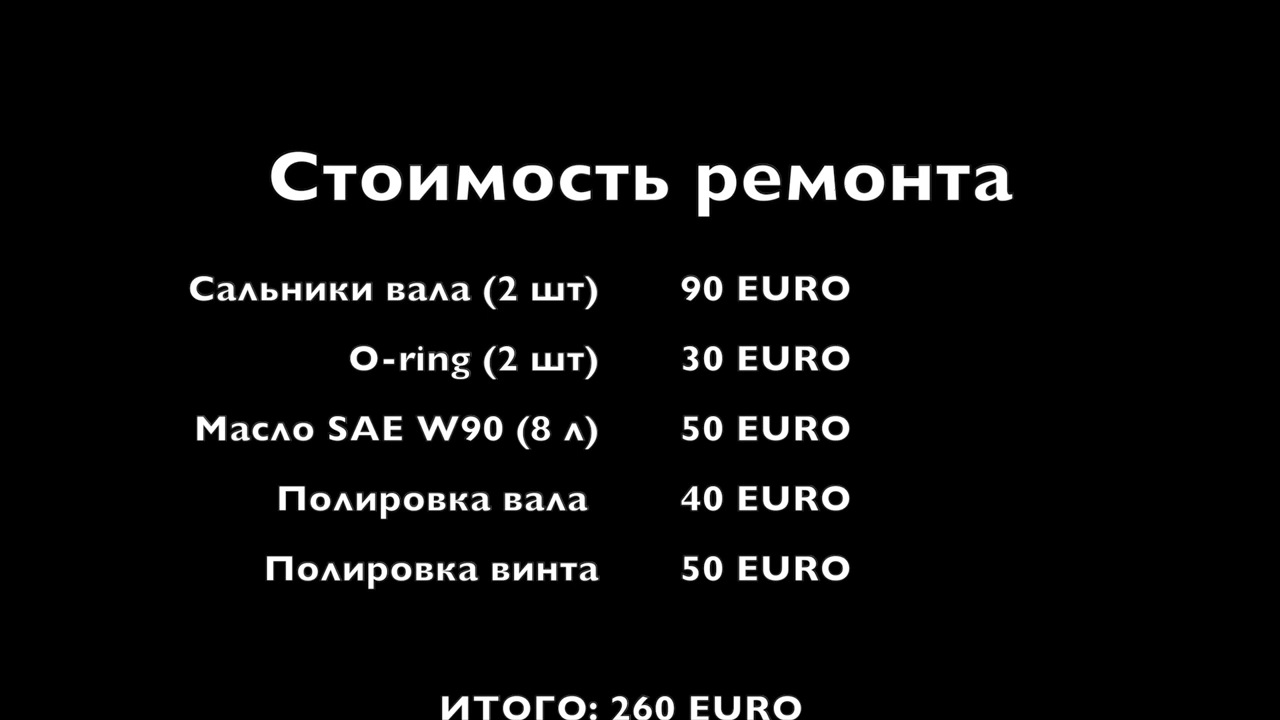 Стоимость ремонта
Сальники вала (2 шт) 90 EURO
O-ring (2 шт) 30 EURO
Масло SAE W90 (8 л) 50 EURO
Полировка вала 40 EURO
Полировка винта 50 EURO
ИТОГО: 260 EURO